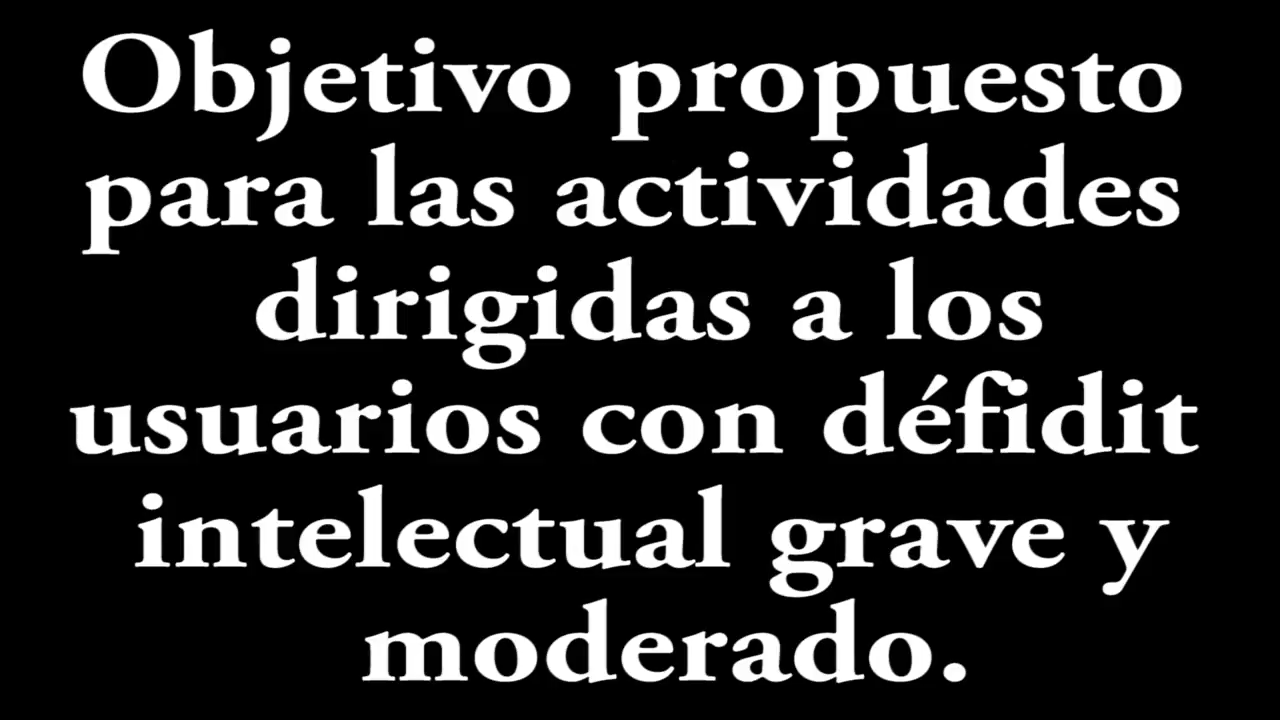 Objetivo propuesto
para las actividades
dirigidas a los
usuarios con défidit
intelectual grave y
moderado.